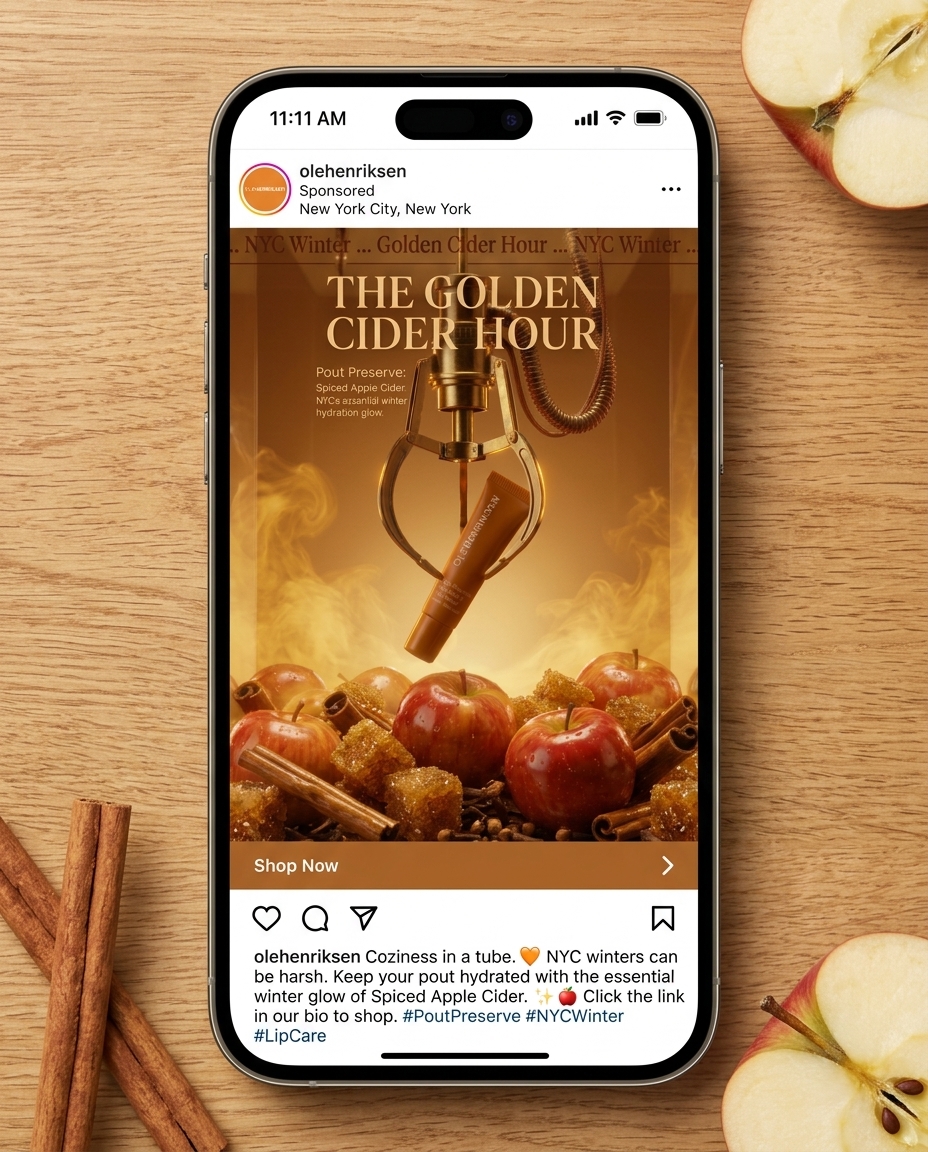 11:11 AM
olehenriksen
Sponsored
New York City, New York
.. NYC Winter ... Golden Cider Hour ... NYC Winter ..
THE GOLDEN
CIDER HOUR
Pout Preserve:
Spiced Apple Cider.
NYCs winter
hydration glow.
Shop Now
olehenriksen Coziness in a tube. 🧡 NYC winters can
be harsh. Keep your pout hydrated with the essential
winter glow of Spiced Apple Cider. ✨🍎 Click the link
in our bio to shop. #PoutPreserve #NYCWinter
#LipCare